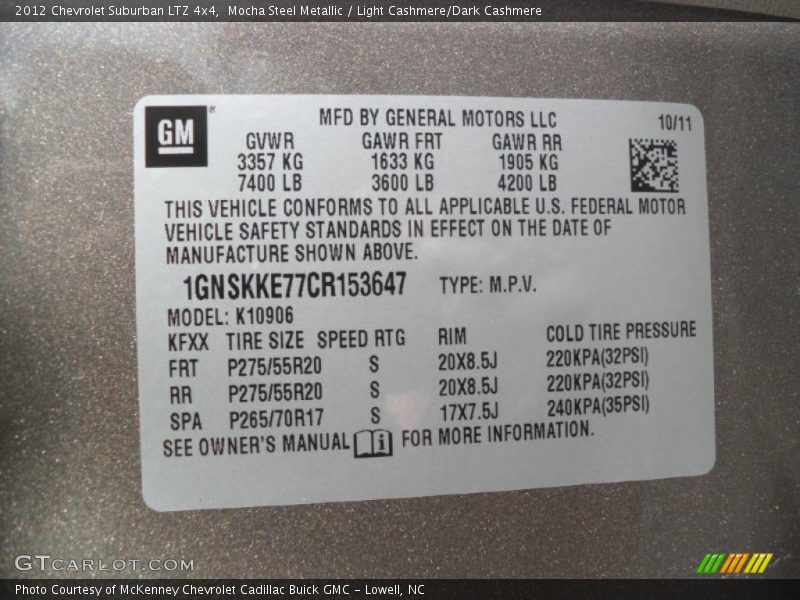 2012 Chevrolet Suburban LTZ 4x4,  Mocha Steel Metallic / Light Cashmere/Dark Cashmere
GM®
MFD BY GENERAL MOTORS LLC
10/11
GVWR GAWR FRT GAWR RR
3357 KG 1633 KG 1905 KG
7400 LB 3600 LB 4200 LB
THIS VEHICLE CONFORMS TO ALL APPLICABLE U.S. FEDERAL MOTOR
VEHICLE SAFETY STANDARDS IN EFFECT ON THE DATE OF
MANUFACTURE SHOWN ABOVE.
1GNSKKE77CR153647 TYPE: M.P.V.
MODEL: K10906
KFXX TIRE SIZE SPEED RTG RIM COLD TIRE PRESSURE
FRT P275/55R20 S 20X8.5J 220KPA(32PSI)
RR P275/55R20 S 20X8.5J 220KPA(32PSI)
SPA P265/70R17 S 17X7.5J 240KPA(35PSI)
SEE OWNER'S MANUAL i FOR MORE INFORMATION.
GTCARLOT.COM
Photo Courtesy of McKenney Chevrolet Cadillac Buick GMC – Lowell, NC